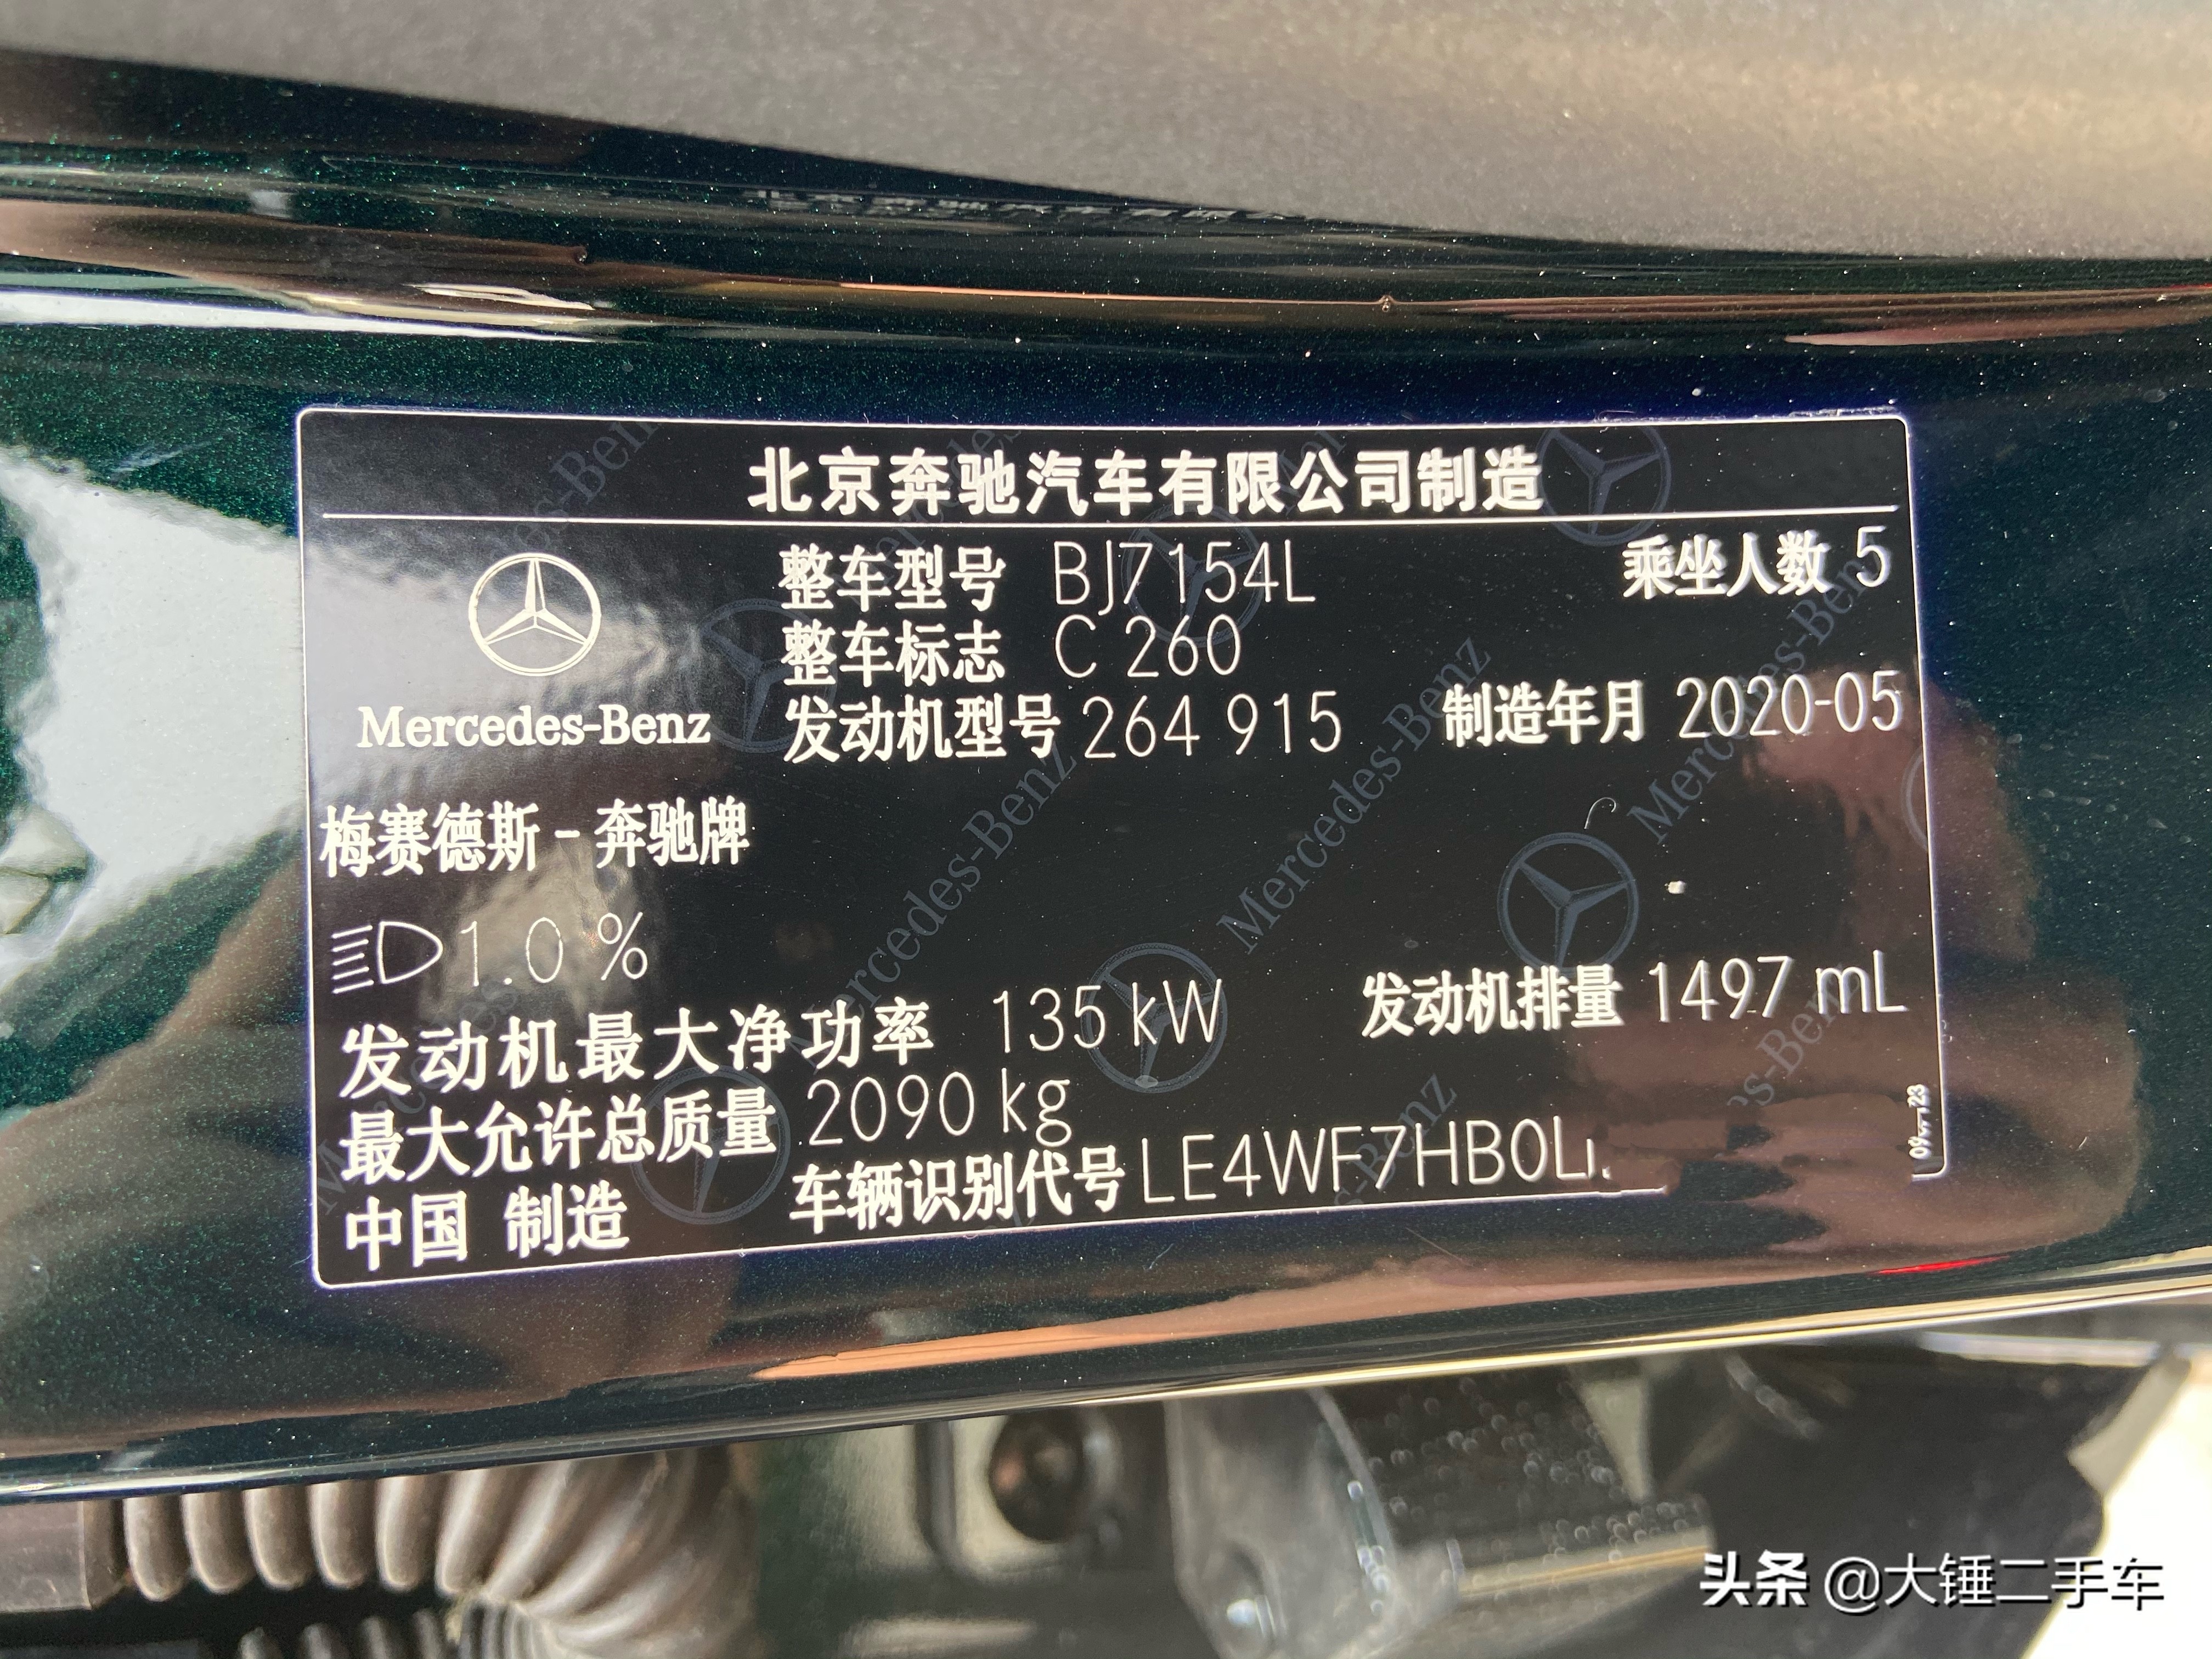 北京奔驰汽车有限公司制造
整车型号 BJ7154L 乘坐人数 5
整车标志 C 260
Mercedes-Benz
发动机型号 264 915 制造年月 2020-05
梅赛德斯-奔驰牌
1.0 %
发动机最大净功率 135 kW 发动机排量 1497 mL
最大允许总质量 2090 kg
中国 制造 车辆识别代号 LE4WF7HB0L
头条 @大锤二手车